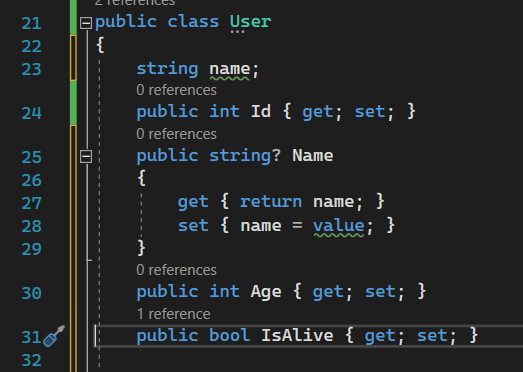 2 references
21 public class User
22 {
23 string name;
0 references
24 public int Id { get; set; }
0 references
25 public string? Name
26 {
27 get { return name; }
28 set { name = value; }
29 }
0 references
30 public int Age { get; set; }
1 reference
31 public bool IsAlive { get; set; }
32